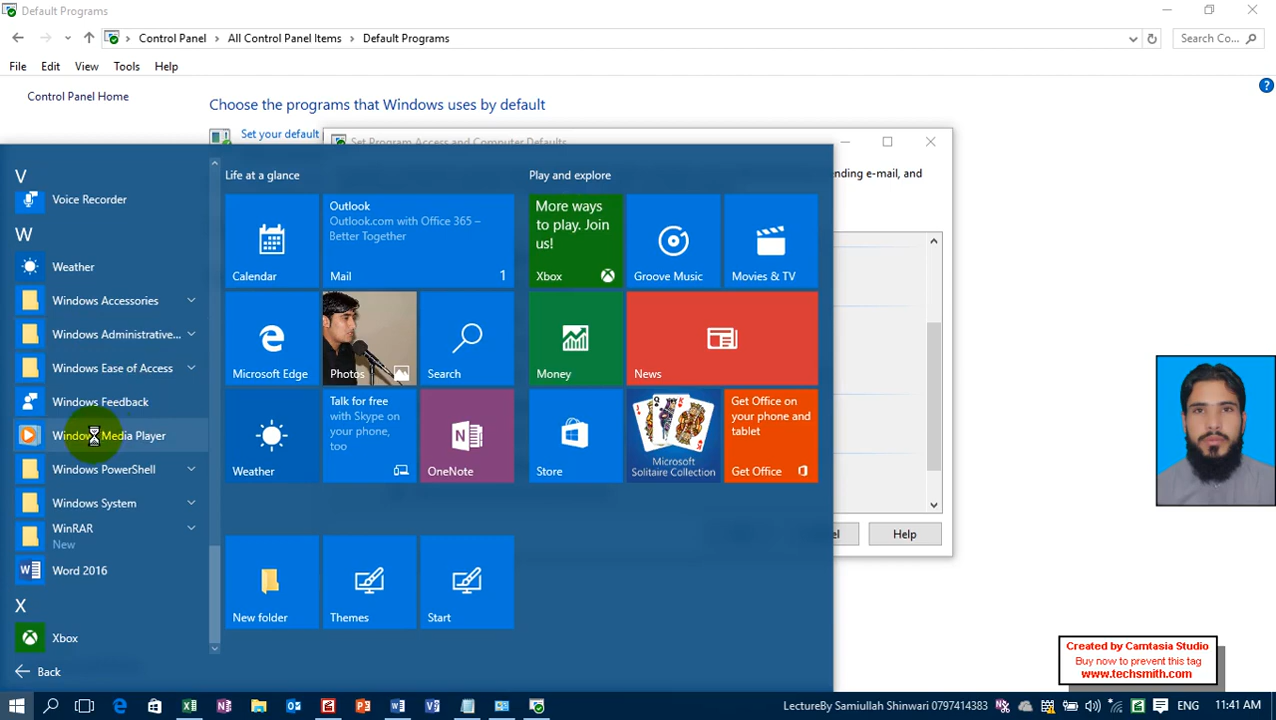 Default Programs
Control Panel
All Control Panel Items
Default Programs
Search Co...
File
Edit
View
Tools
Help
Control Panel Home
Choose the programs that Windows uses by default
Set your default
Set Program Access and Computer Defaults
nding e-mail, and
V
Voice Recorder
W
Weather
Windows Accessories
Windows Administrative...
Windows Ease of Access
Windows Feedback
Windows Media Player
Windows PowerShell
Windows System
WinRAR
New
Word 2016
X
Xbox
Back
Life at a glance
Calendar
Outlook
Outlook.com with Office 365 –
Better Together
Mail
1
Microsoft Edge
Photos
Search
Weather
Talk for free
with Skype on
your phone,
too
OneNote
New folder
Themes
Start
Play and explore
More ways
to play. Join
us!
Xbox
Groove Music
Movies & TV
Money
News
Store
Microsoft
Solitaire Collection
Get Office on
your phone and
tablet
Get Office
el
Help
Created by Camtasia Studio
Buy now to prevent this tag
www.techsmith.com
LectureBy Samiullah Shinwari 0797414383
ENG
11:41 AM